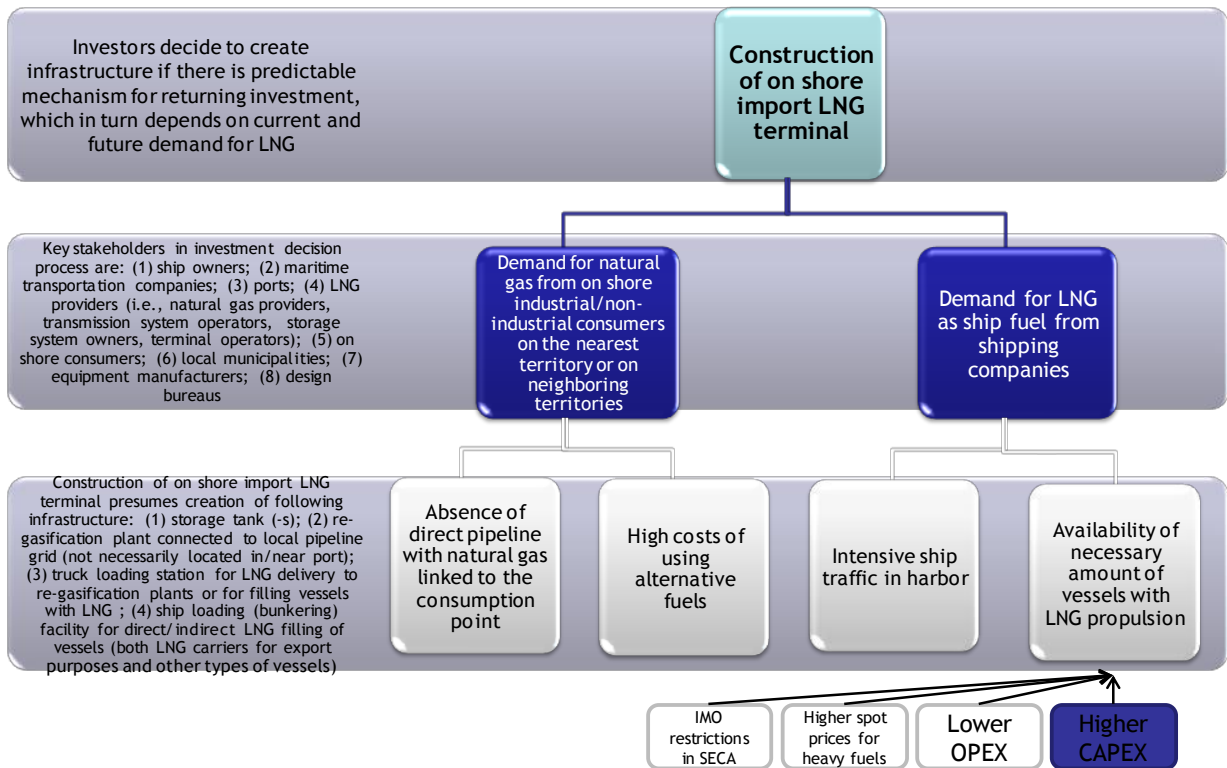 Investors decide to create
infrastructure if there is predictable
mechanism for returning investment,
which in turn depends on current and
future demand for LNG
Construction
of on shore
import LNG
terminal
Key stakeholders in investment decision
process are: (1) ship owners; (2) maritime
transportation companies; (3) ports; (4) LNG
providers (i.e., natural gas providers,
transmission system operators, storage
system owners, terminal operators); (5) on
shore consumers; (6) local municipalities; (7)
equipment manufacturers; (8) design
bureaus
Demand for natural
gas from on shore
industrial/non-
industrial consumers
on the nearest
territory or on
neighboring
territories
Demand for LNG
as ship fuel from
shipping
companies
Construction of on shore import LNG
terminal presumes creation of following
infrastructure: (1) storage tank (-s); (2) re-
gasification plant connected to local pipeline
grid (not necessarily located in/near port);
(3) truck loading station for LNG delivery to
re-gasification plants or for filling vessels
with LNG ; (4) ship loading (bunkering)
facility for direct/indirect LNG filling of
vessels (both LNG carriers for export
purposes and other types of vessels)
Absence of
direct pipeline
with natural gas
linked to the
consumption
point
High costs of
using
alternative
fuels
Intensive ship
traffic in harbor
Availability of
necessary
amount of
vessels with
LNG propulsion
IMO
restrictions
in SECA
Higher spot
prices for
heavy fuels
Lower
OPEX
Higher
CAPEX